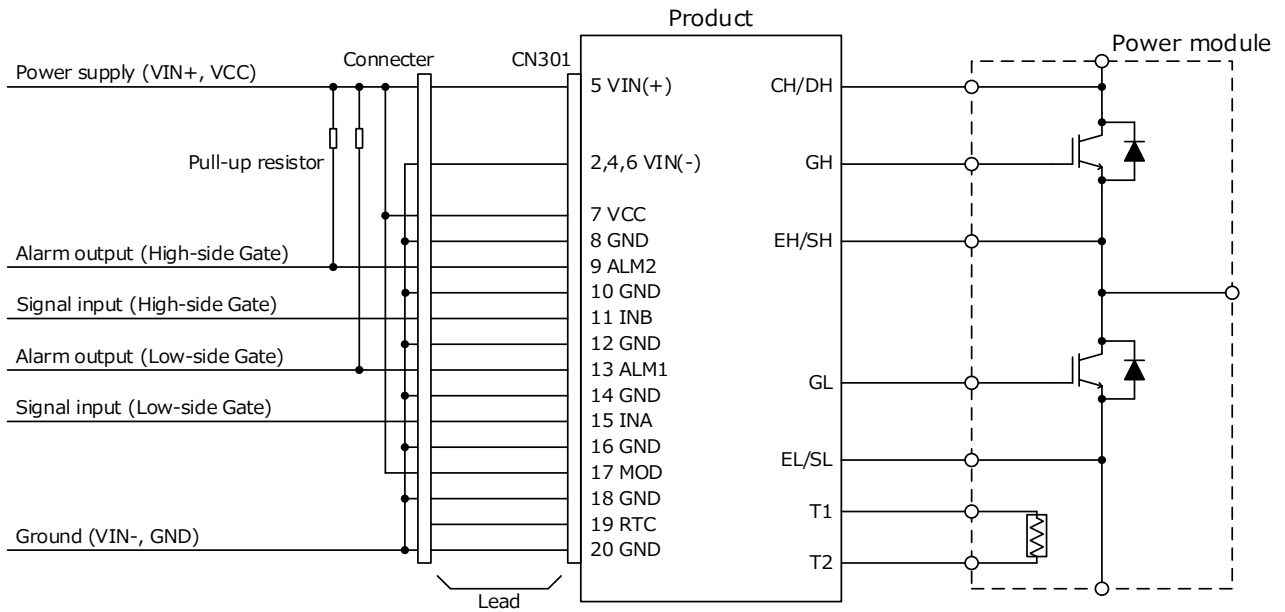 Product
Power module
Connecter
CN301
Power supply (VIN+, VCC)
5 VIN(+)
CH/DH
Pull-up resistor
2,4,6 VIN(-)
GH
7 VCC
8 GND
EH/SH
Alarm output (High-side Gate)
9 ALM2
10 GND
Signal input (High-side Gate)
11 INB
12 GND
Alarm output (Low-side Gate)
13 ALM1
GL
14 GND
Signal input (Low-side Gate)
15 INA
16 GND
EL/SL
17 MOD
18 GND
T1
19 RTC
Ground (VIN-, GND)
20 GND
T2
Lead